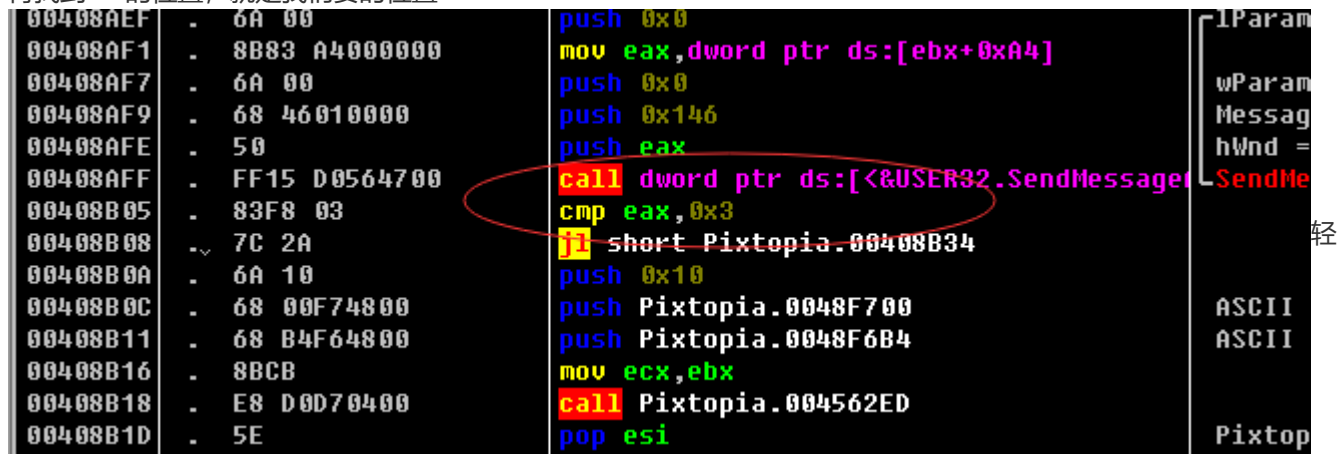 00408AEF . 6A 00 push 0x0 lParam
00408AF1 . 8B83 A4000000 mov eax,dword ptr ds:[ebx+0xA4]
00408AF7 . 6A 00 push 0x0 wParam
00408AF9 . 68 46010000 push 0x146 Messag
00408AFE . 50 push eax hWnd =
00408AFF . FF15 D0564700 call dword ptr ds:[<&USER32.SendMessage SendMe
00408B05 . 83F8 03 cmp eax,0x3
00408B08 . 7C 2A jl short Pixtopia.00408B34
轻
00408B0A . 6A 10 push 0x10
00408B0C . 68 00F74800 push Pixtopia.0048F700 ASCII
00408B11 . 68 B4F64800 push Pixtopia.0048F6B4 ASCII
00408B16 . 8BCB mov ecx,ebx
00408B18 . E8 D0D70400 call Pixtopia.004562ED
00408B1D . 5E pop esi Pixtop